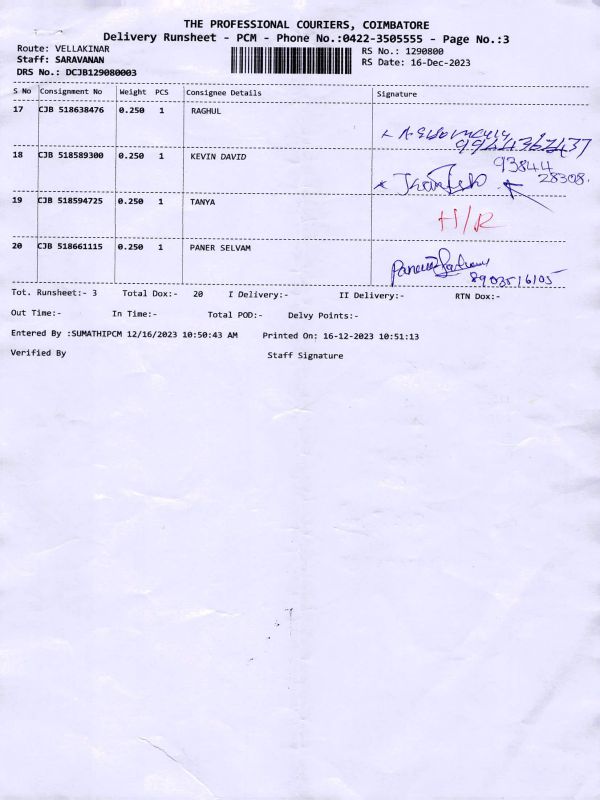 THE PROFESSIONAL COURIERS, COIMBATORE
Delivery Runsheet - PCM - Phone No.:0422-3505555 - Page No.:3
Route: VELLAKINAR
RS No.: 1290800
Staff: SARAVANAN
RS Date: 16-Dec-2023
DRS No.: DCJB129080003
S No Consignment No Weight PCS Consignee Details Signature
17 CJB 518638476 0.250 1 RAGHUL
18 CJB 518589300 0.250 1 KEVIN DAVID
93844
28308.
19 CJB 518594725 0.250 1 TANYA
H/R
20 CJB 518661115 0.250 1 PANER SELVAM
8903516105
Tot. Runsheet:- 3 Total Dox:- 20 I Delivery:- II Delivery:- RTN Dox:-
Out Time:- In Time:- Total POD:- Delvy Points:-
Entered By :SUMATHIPCM 12/16/2023 10:50:43 AM Printed On: 16-12-2023 10:51:13
Verified By Staff Signature